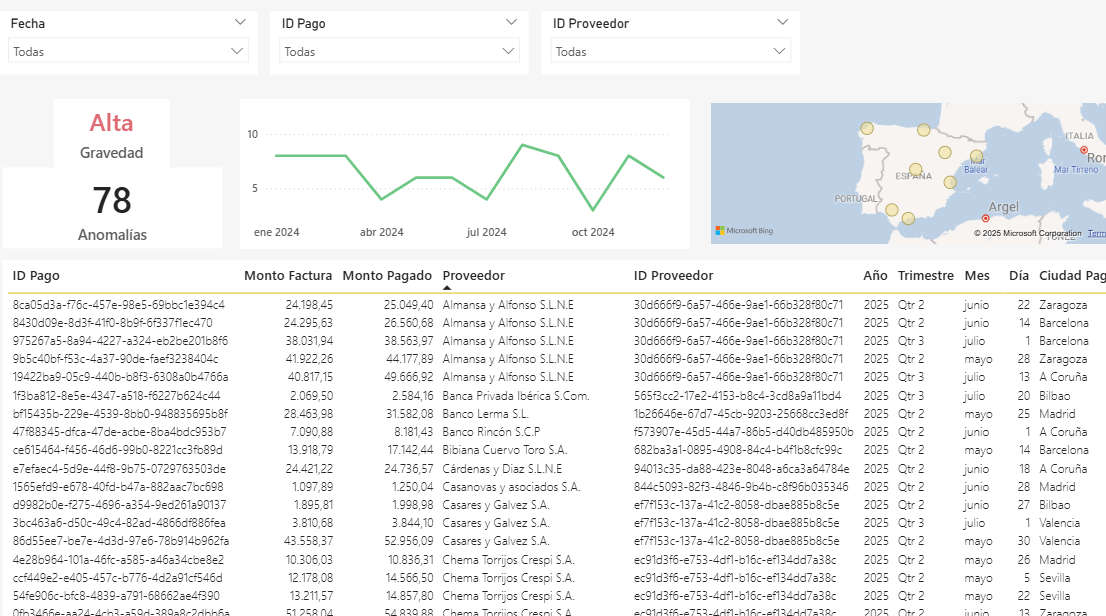 Fecha ID Pago ID Proveedor
Todas Todas Todas
Alta
Gravedad
78
Anomalías
10
5
ene 2024 abr 2024 jul 2024 oct 2024
ITALIA
Mar Tirreno
Mar Balear
ESPAÑA
PORTUGAL
Argel
Microsoft Bing
© 2025 Microsoft Corporation
ID Pago Monto Factura Monto Pagado Proveedor ID Proveedor Año Trimestre Mes Día Ciudad Pag
8ca05d3a-f76c-457e-98e5-69bbc1e394c4 24.198,45 25.049,40 Almansa y Alfonso S.L.N.E 30d666f9-6a57-466e-9ae1-66b328f80c71 2025 Qtr 2 junio 22 Zaragoza
8430d09e-8d3f-41f0-8b9f-6f337f1ec470 24.295,63 26.560,68 Almansa y Alfonso S.L.N.E 30d666f9-6a57-466e-9ae1-66b328f80c71 2025 Qtr 2 junio 14 Barcelona
975267a5-8a94-4227-a324-eb2be201b8f6 38.031,94 38.563,97 Almansa y Alfonso S.L.N.E 30d666f9-6a57-466e-9ae1-66b328f80c71 2025 Qtr 3 julio 1 Barcelona
9b5c40bf-f53c-4a37-90de-faef3238404c 41.922,26 44.177,89 Almansa y Alfonso S.L.N.E 30d666f9-6a57-466e-9ae1-66b328f80c71 2025 Qtr 2 mayo 28 Zaragoza
19422ba9-05c9-440b-b8f3-6308a0b4766a 40.817,15 49.666,92 Almansa y Alfonso S.L.N.E 30d666f9-6a57-466e-9ae1-66b328f80c71 2025 Qtr 3 julio 13 A Coruña
1f3ba812-8e5e-4347-a518-f6227b624c44 2.069,50 2.584,16 Banca Privada Ibérica S.Com. 565f3cc2-17e2-4153-b8c4-3cd8a9a11bd4 2025 Qtr 3 julio 20 Bilbao
bf15435b-229e-4539-8bb0-948835695b8f 28.463,98 31.582,08 Banco Lerma S.L. 1b26646e-67d7-45cb-9203-25668cc3ed8f 2025 Qtr 2 mayo 25 Madrid
47f88345-dfca-47de-acbe-8ba4bdc953b7 7.090,88 8.181,43 Banco Rincón S.C.P f573907e-45d5-44a7-86b5-d40db485950b 2025 Qtr 2 junio 1 A Coruña
ce615464-f456-46d6-99b0-8221cc3fb89d 13.918,79 17.142,44 Bibiana Cuervo Toro S.A. 682ba3a1-0895-4908-84c4-b4f1b8cfc99c 2025 Qtr 2 mayo 14 Barcelona
e7efaec4-5d9e-44f8-9b75-0729763503de 24.421,22 24.736,57 Cárdenas y Diaz S.L.N.E 94013c35-da88-423e-8048-a6ca3a64784e 2025 Qtr 2 junio 18 A Coruña
1565efd9-e678-40fd-b47a-882aac7bc698 1.097,89 1.250,04 Casanovas y asociados S.A. 844c5093-82f3-4846-9b4b-c8f96b035346 2025 Qtr 2 junio 28 Madrid
d9982b0e-f275-4696-a354-9ed261a90137 1.895,81 1.998,98 Casares y Galvez S.A. ef7f153c-137a-41c2-8058-dbae885b8c5e 2025 Qtr 2 junio 27 Bilbao
3bc463a6-d50c-49c4-82ad-4866df886fea 3.810,68 3.844,10 Casares y Galvez S.A. ef7f153c-137a-41c2-8058-dbae885b8c5e 2025 Qtr 3 julio 1 Valencia
86d55ee7-be7e-4d3d-97e6-78b914b962fa 43.558,37 52.956,09 Casares y Galvez S.A. ef7f153c-137a-41c2-8058-dbae885b8c5e 2025 Qtr 2 mayo 30 Valencia
4e28b964-101a-46fc-a585-a46a34cbe8e2 10.306,03 10.836,31 Chema Torrijos Crespi S.A. ec91d3f6-e753-4df1-b16c-ef134dd7a38c 2025 Qtr 2 mayo 26 Madrid
ccf449e2-e405-457c-b776-4d2a91cf546d 12.178,08 14.566,50 Chema Torrijos Crespi S.A. ec91d3f6-e753-4df1-b16c-ef134dd7a38c 2025 Qtr 2 mayo 5 Sevilla
54fe906c-bfc8-4839-a791-68662ae4f390 13.211,57 14.857,80 Chema Torrijos Crespi S.A. ec91d3f6-e753-4df1-b16c-ef134dd7a38c 2025 Qtr 2 mayo 22 Sevilla
51.258,04 54.839,88 Chema Torrijos Crespi S.A. ec91d3f6-e753-4df1-b16c-ef134dd7a38c 2025 Qtr 2 junio 13 Zaragoza